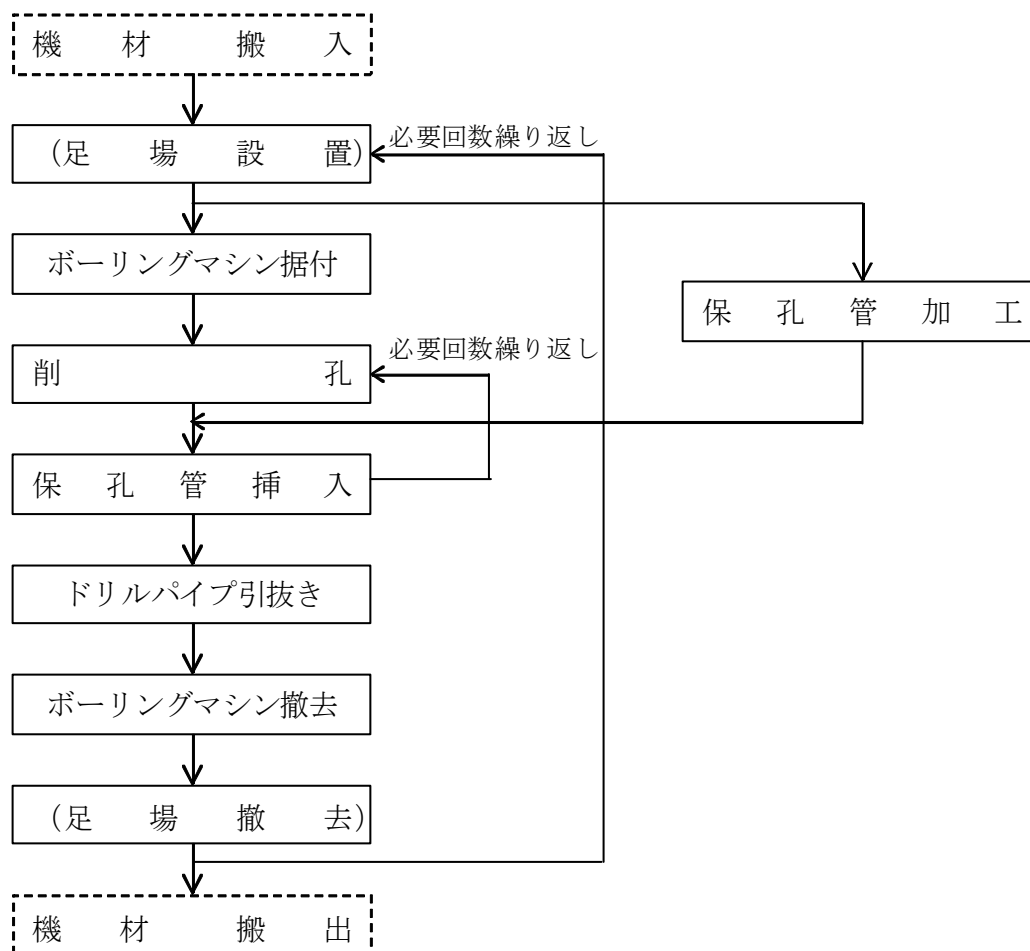 機材搬入
(足場設置)
必要回数繰り返し
ボーリングマシン据付
保孔管加工
削孔
必要回数繰り返し
保孔管挿入
ドリルパイプ引抜き
ボーリングマシン撤去
(足場撤去)
機材搬出